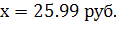 x = 25.99 руб.